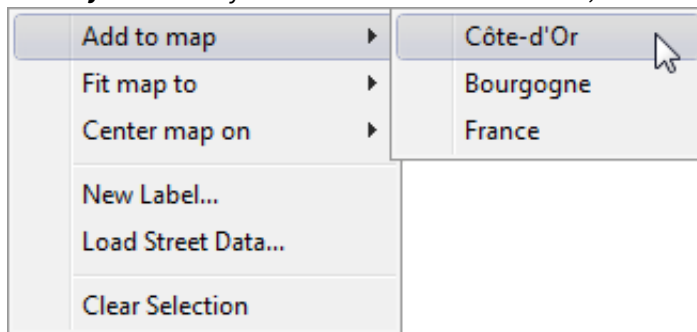 Add to map
Fit map to
Center map on
New Label...
Load Street Data...
Clear Selection
Côte-d'Or
Bourgogne
France